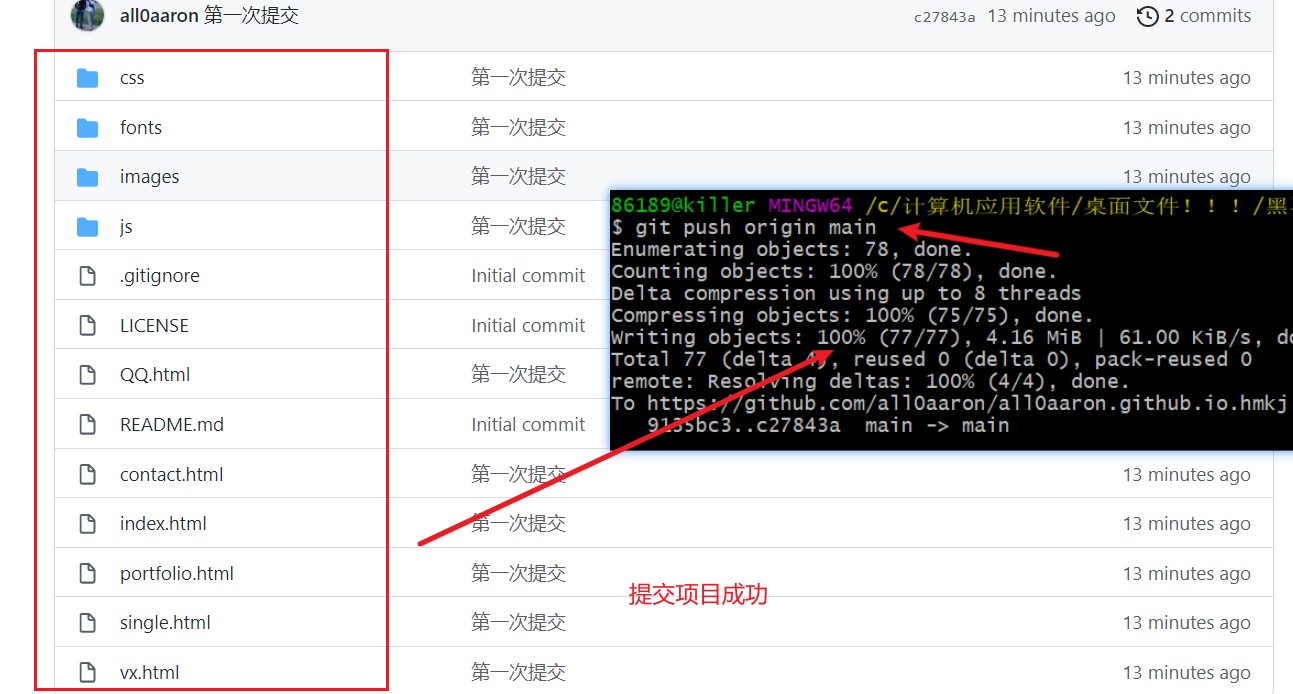 all0aaron 第一次提交 c27843a 13 minutes ago 2 commits
css 第一次提交 13 minutes ago
fonts 第一次提交 13 minutes ago
images 第一次提交 13 minutes ago
js 第一次提交
.gitignore Initial commit
LICENSE Initial commit
QQ.html 第一次提交
README.md Initial commit
86189@killer MINGW64 /c/计算机应用软件/桌面文件！！！/黑
$ git push origin main
Enumerating objects: 78, done.
Counting objects: 100% (78/78), done.
Delta compression using up to 8 threads
Compressing objects: 100% (75/75), done.
Writing objects: 100% (77/77), 4.16 MiB | 61.00 KiB/s, do
Total 77 (delta 4), reused 0 (delta 0), pack-reused 0
remote: Resolving deltas: 100% (4/4), done.
To https://github.com/all0aaron/all0aaron.github.io.hmkj
9135bc3..c27843a main -> main
contact.html 第一次提交 13 minutes ago
index.html 第一次提交 13 minutes ago
portfolio.html 第一次提交 13 minutes ago
提交项目成功
single.html 第一次提交 13 minutes ago
vx.html 第一次提交 13 minutes ago